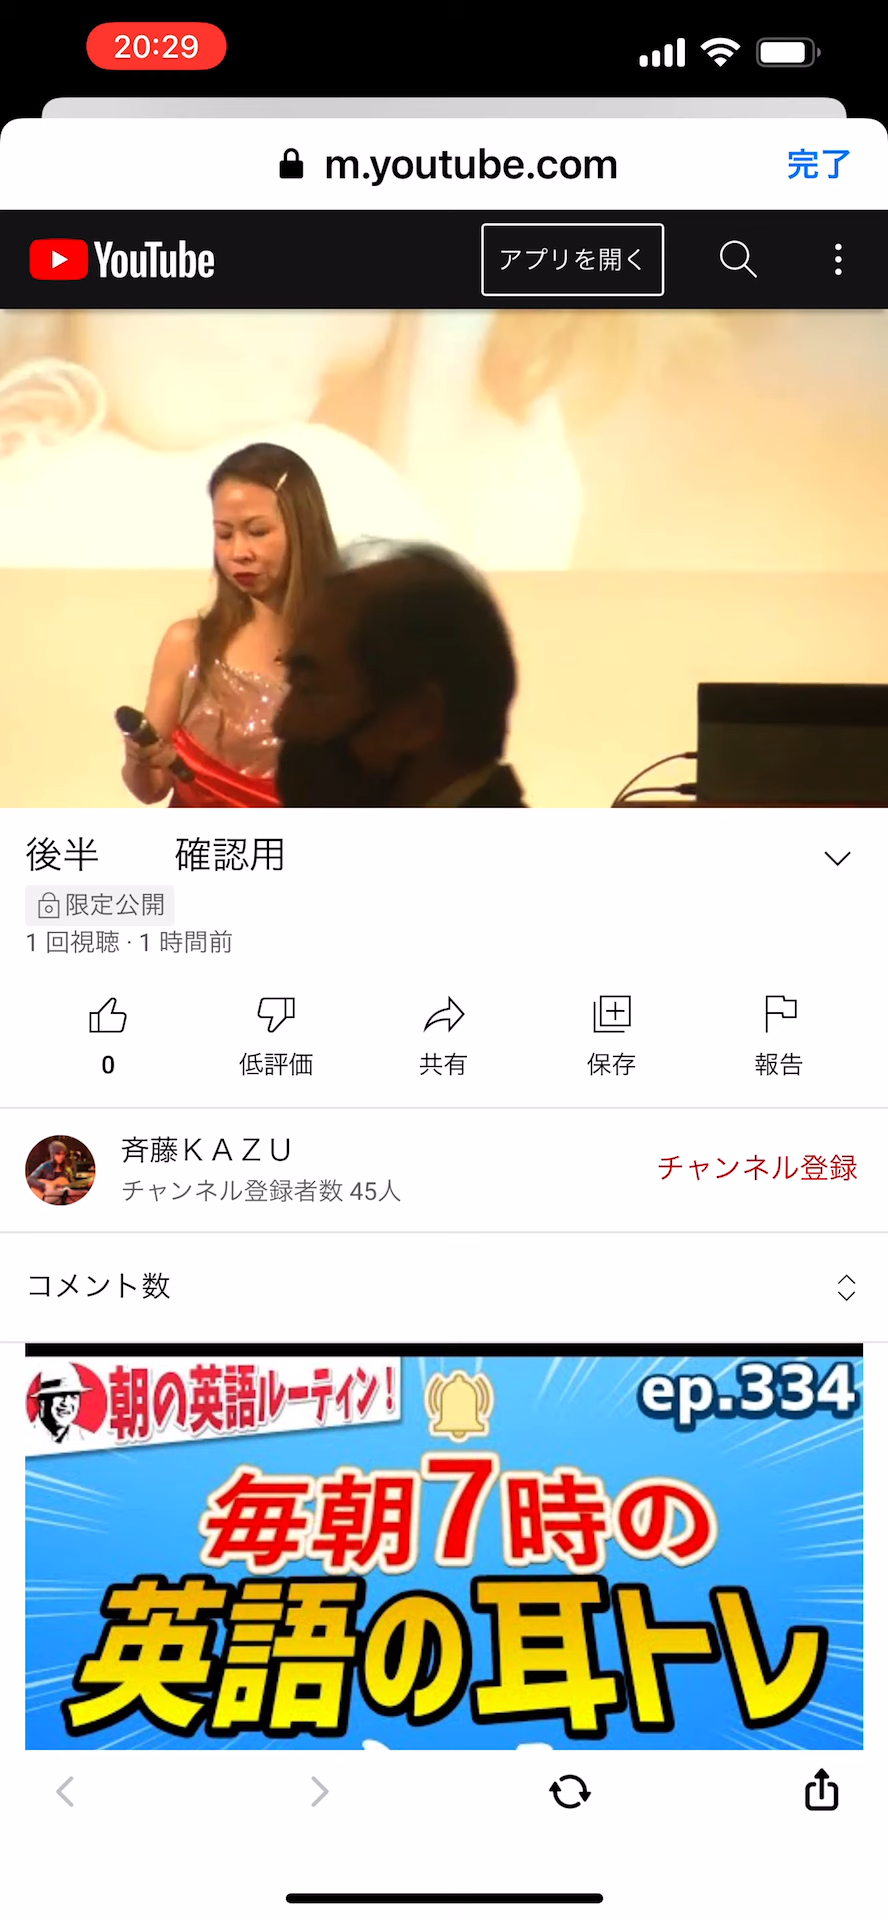 20:29
m.youtube.com
完了
YouTube
アプリを開く
後半　　確認用
限定公開
1 回視聴 · 1 時間前
0
低評価
共有
保存
報告
斉藤ＫＡＺＵ
チャンネル登録者数 45人
チャンネル登録
コメント数
朝の英語ルーティン！
ep.334
毎朝7時の
英語の耳トレ